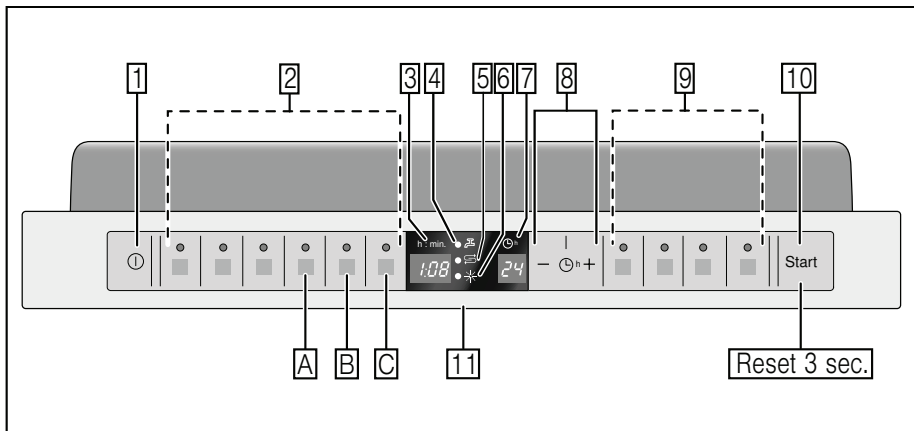 1 2 3 4 5 6 7 8 9 10
h : min. h
1:08 24 − h + Start
A B C 11 Reset 3 sec.